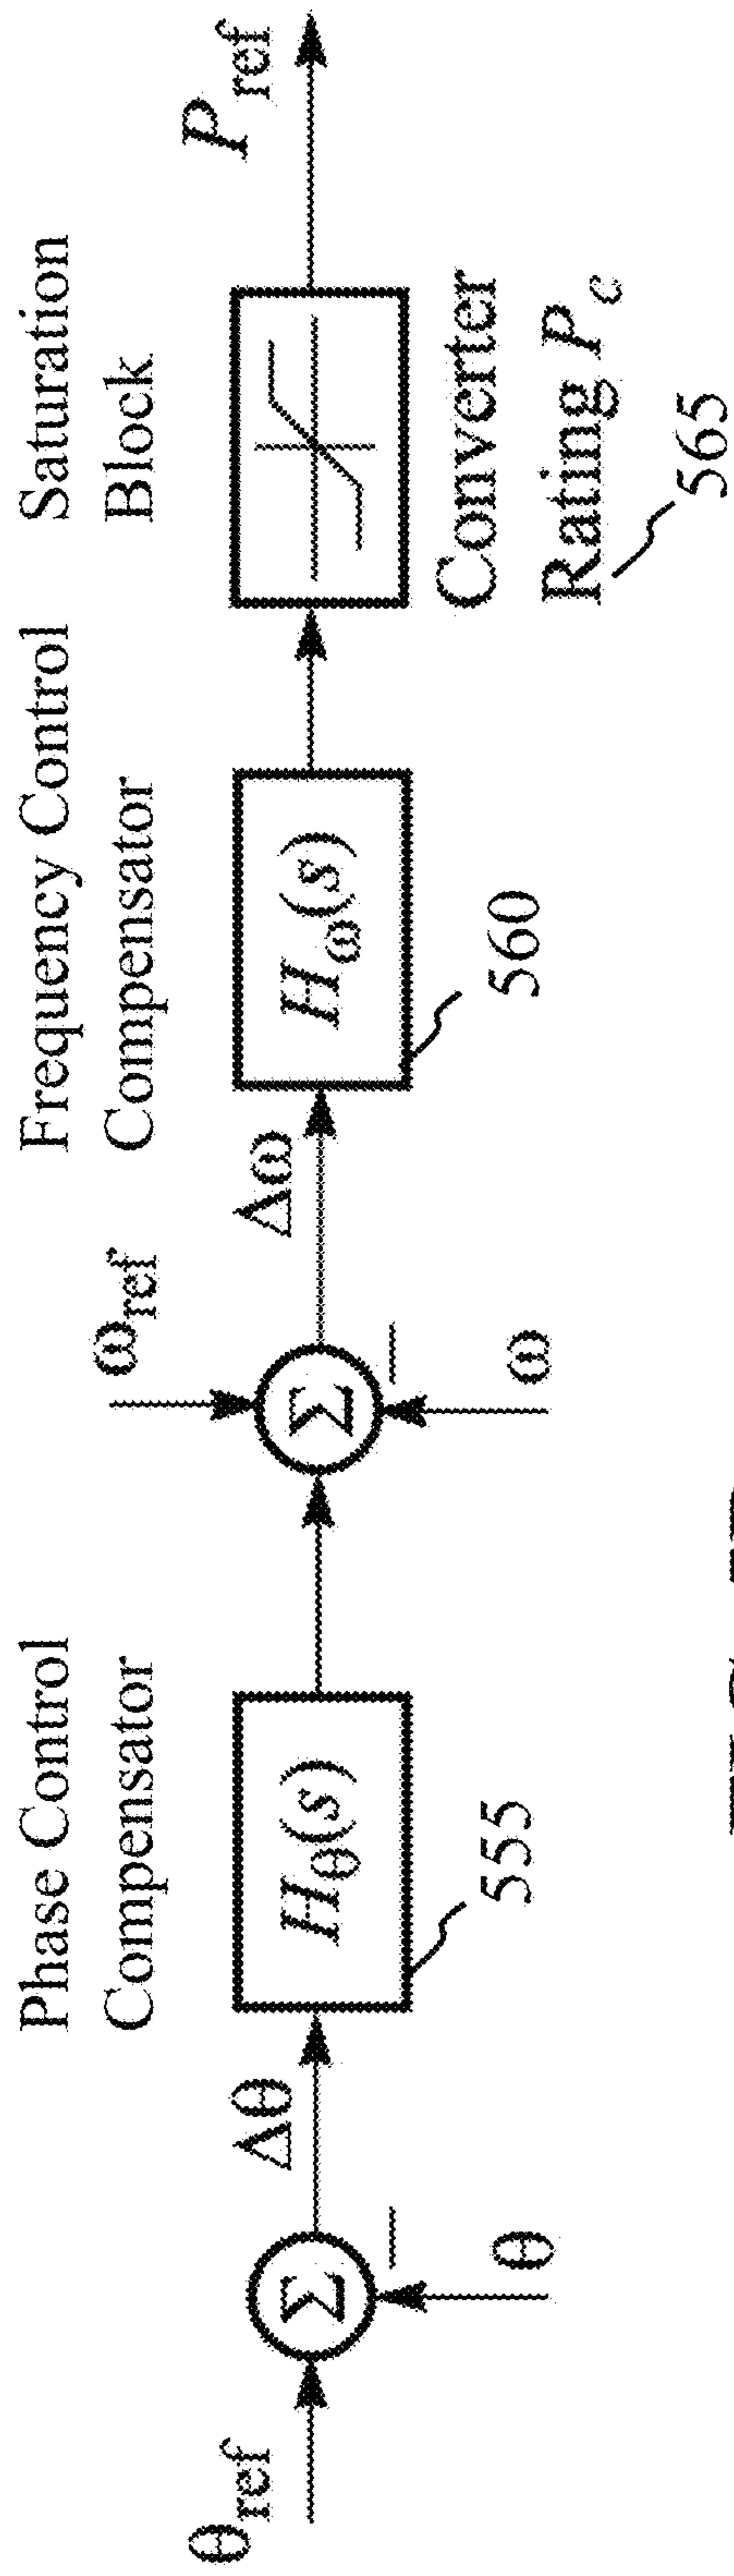 Phase Control
Compensator
Frequency Control
Compensator
Saturation
Block
θref
Σ
Δθ
Hθ(s)
ωref
Σ
Δω
Hω(s)
Pref
θ
555
ω
560
Converter
Rating Pc
565